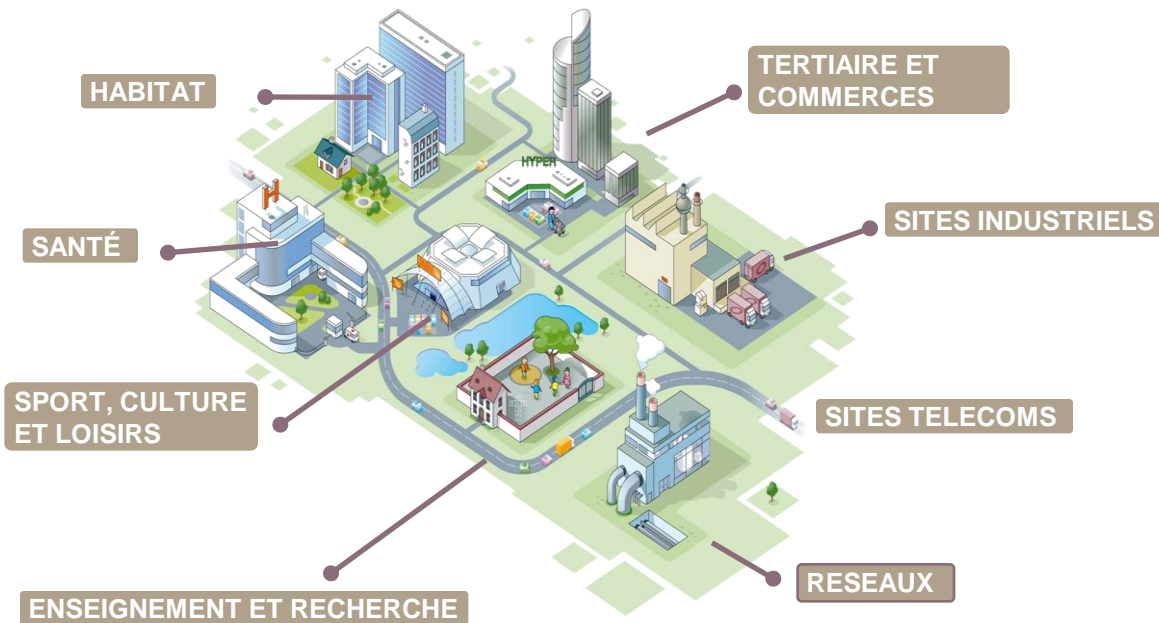 HABITAT
TERTIAIRE ET
COMMERCES
HYPER
H
SANTÉ
SITES INDUSTRIELS
SPORT, CULTURE
ET LOISIRS
SITES TELECOMS
RESEAUX
ENSEIGNEMENT ET RECHERCHE